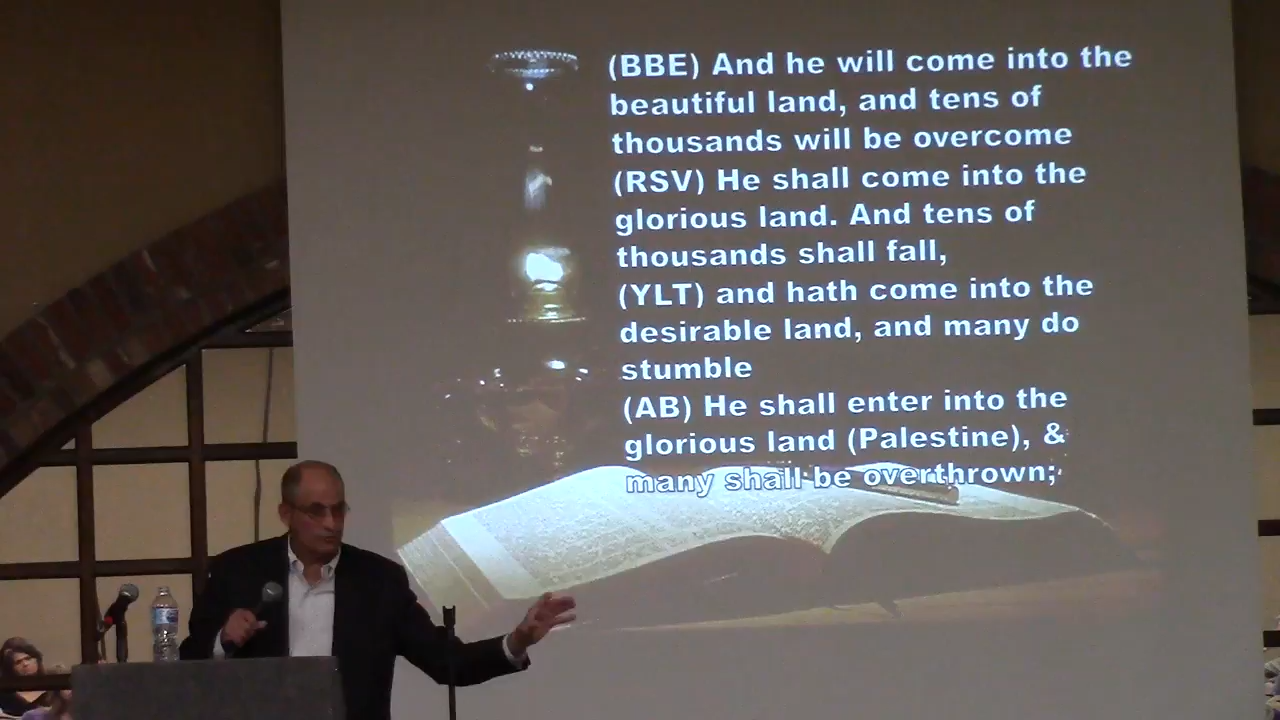 (BBE) And he will come into the
beautiful land, and tens of
thousands will be overcome
(RSV) He shall come into the
glorious land. And tens of
thousands shall fall,
(YLT) and hath come into the
desirable land, and many do
stumble
(AB) He shall enter into the
glorious land (Palestine), &
many shall be overthrown;